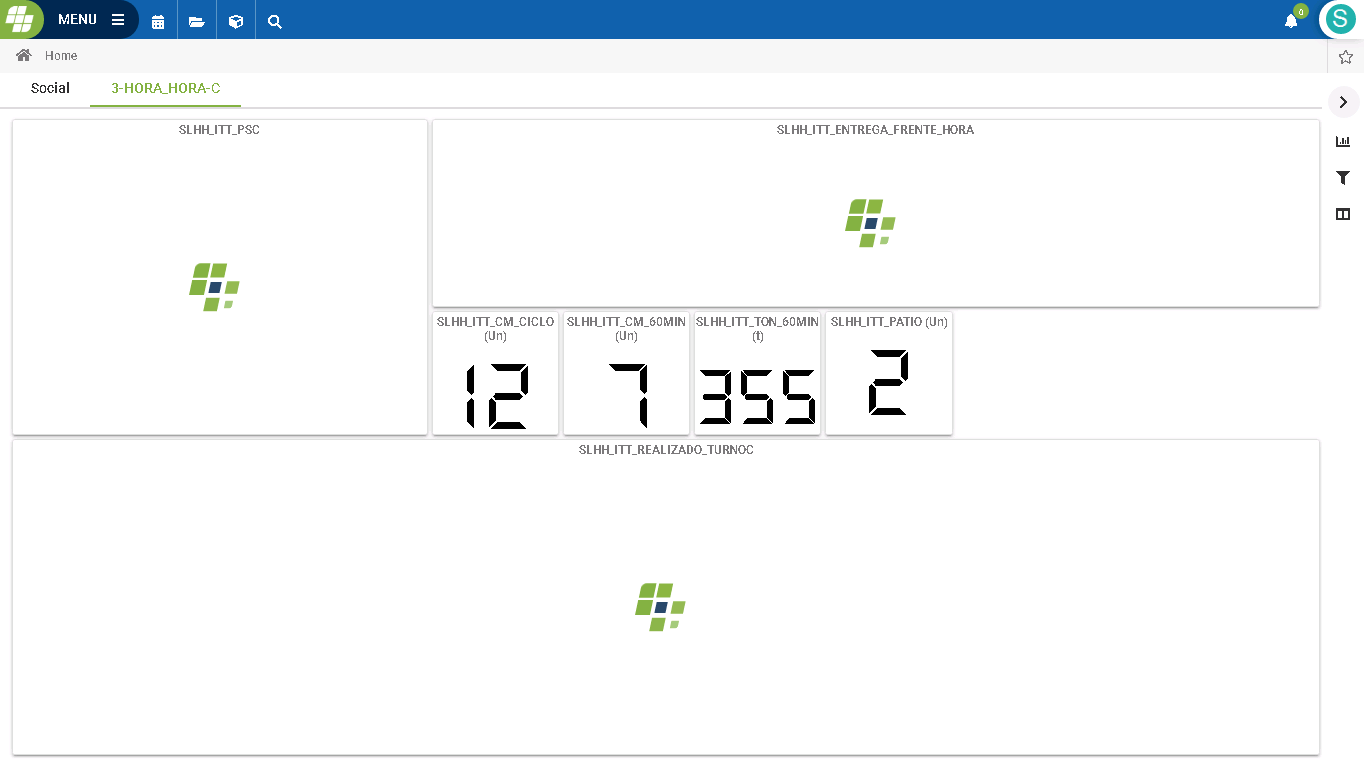 MENU
0
S
Home
Social
3-HORA_HORA-C
SLHH_ITT_PSC
SLHH_ITT_ENTREGA_FRENTE_HORA
SLHH_ITT_CM_CICLO
(Un)
12
SLHH_ITT_CM_60MIN
(Un)
7
SLHH_ITT_TON_60MIN
(t)
355
SLHH_ITT_PATIO (Un)
2
SLHH_ITT_REALIZADO_TURNOC